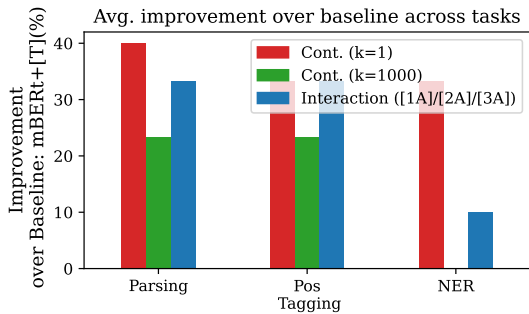 Avg. improvement over baseline across tasks
Improvement
over Baseline: mBERt+[T](%)
40
30
20
10
0
Cont. (k=1)
Cont. (k=1000)
Interaction ([1A]/[2A]/[3A])
Parsing
Pos
Tagging
NER